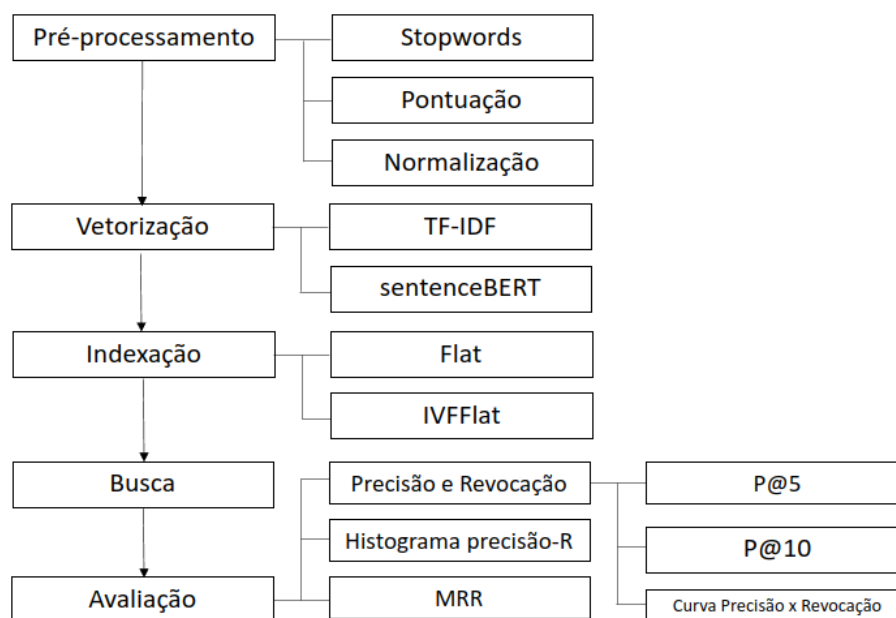 Pré-processamento
Stopwords
Pontuação
Normalização
Vetorização
TF-IDF
sentenceBERT
Indexação
Flat
IVFFlat
Busca
Precisão e Revocação
P@5
Histograma precisão-R
P@10
Avaliação
MRR
Curva Precisão x Revocação